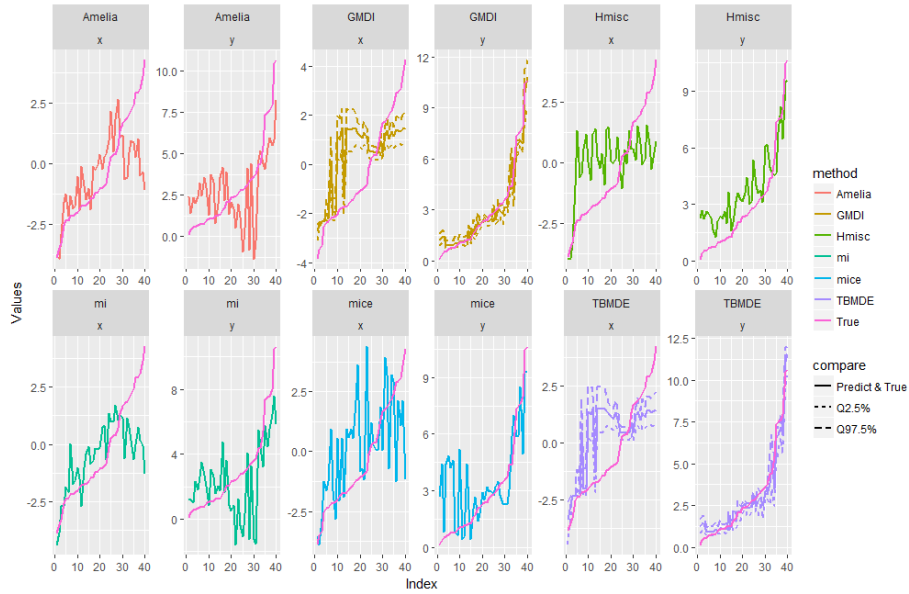 Amelia Amelia GMDI GMDI Hmisc Hmisc
x y x y x y
2.5
0.0
-2.5
10.0
7.5
5.0
2.5
0.0
4
2
0
-2
-4
12
9
6
3
0
2.5
0.0
-2.5
9
6
3
0
0 10 20 30 40 0 10 20 30 40 0 10 20 30 40 0 10 20 30 40 0 10 20 30 40 0 10 20 30 40
mi mi mice mice TBMDE TBMDE
x y x y x y
2.5
0.0
-2.5
8
4
0
2.5
0.0
-2.5
9
6
3
0
2.5
0.0
-2.5
12.5
10.0
7.5
5.0
2.5
0.0
0 10 20 30 40 0 10 20 30 40 0 10 20 30 40 0 10 20 30 40 0 10 20 30 40 0 10 20 30 40
Values
Index
method
Amelia
GMDI
Hmisc
mi
mice
TBMDE
True
compare
Predict & True
Q2.5%
Q97.5%